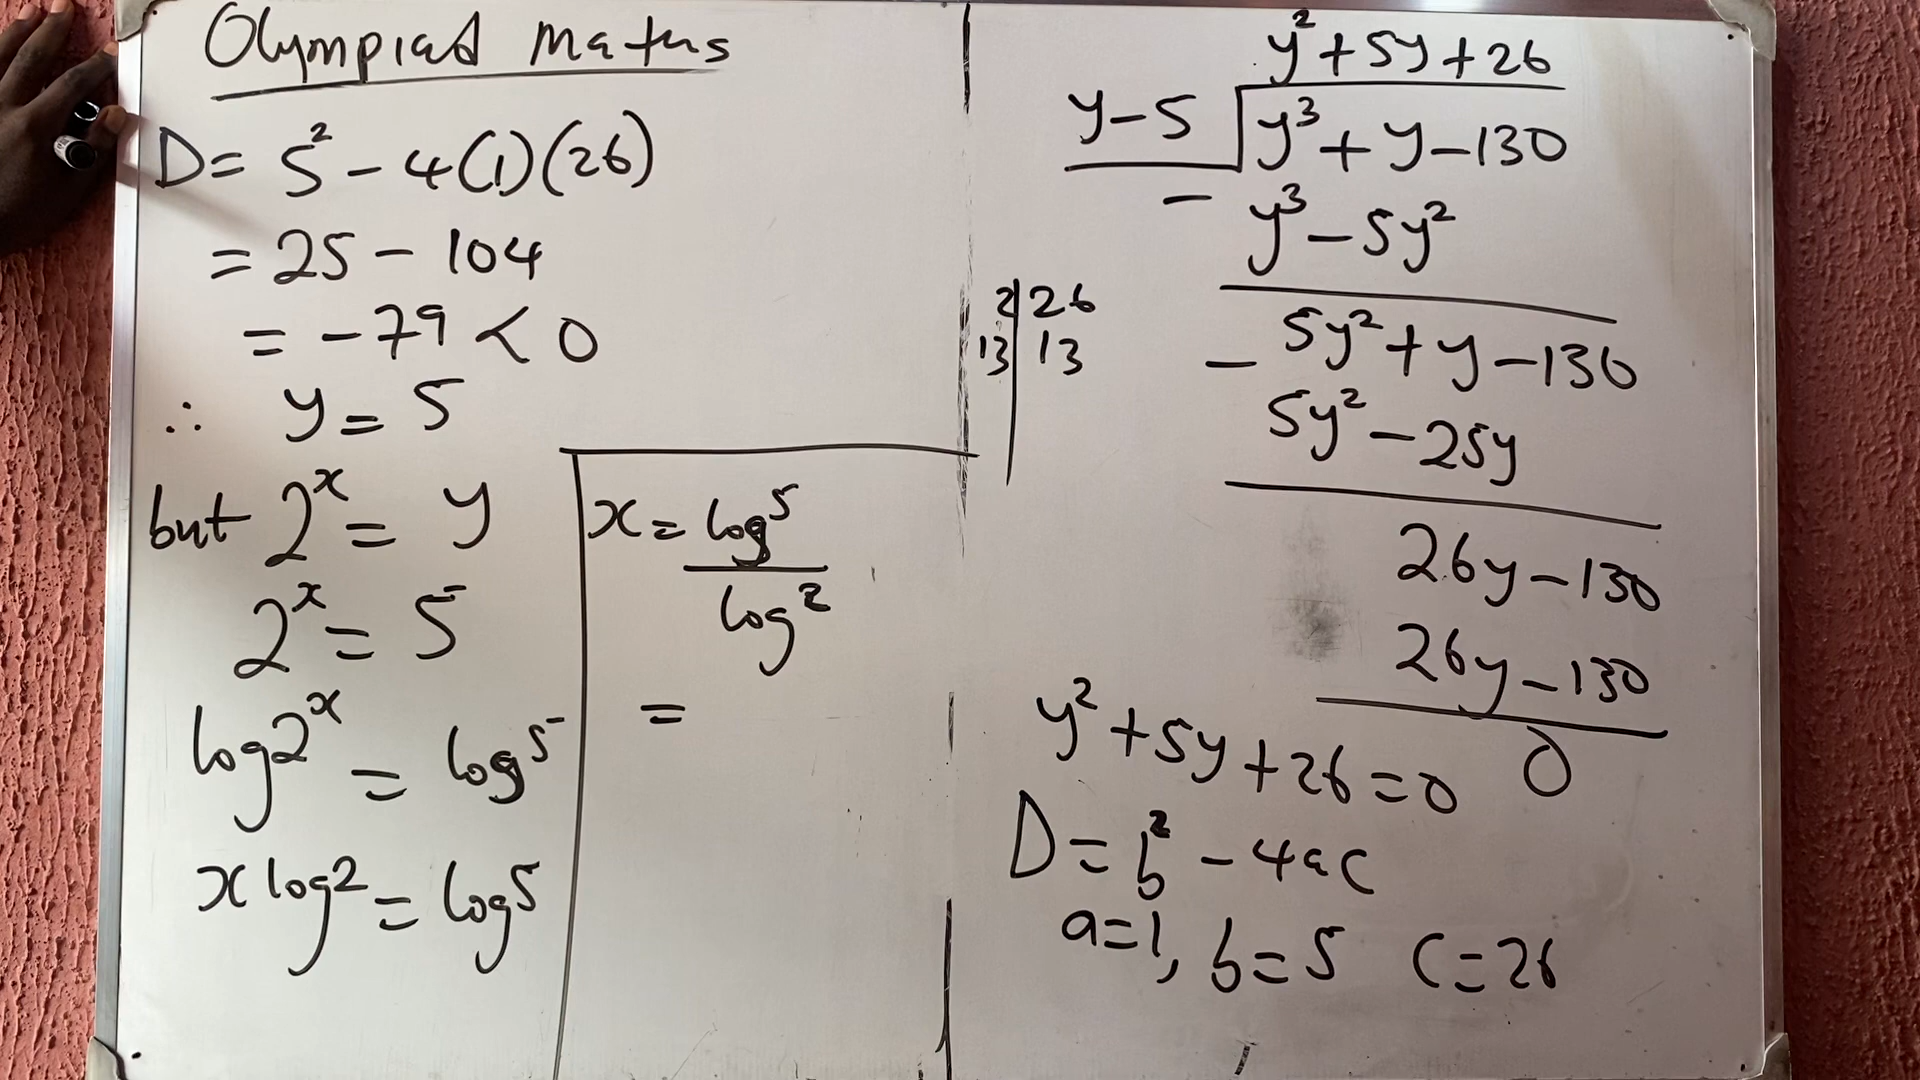 Olympiad maths
D = 5² - 4(1)(26)
= 25 - 104
= -79 < 0
∴ y = 5
but 2ˣ = y
2ˣ = 5
log2ˣ = log5
x log2 = log5
x = log5
log2
=
y² + 5y + 26
y - 5 y³ + y - 130
- y³ - 5y²
5y² + y - 130
- 5y² - 25y
26y - 130
26y - 130
0
2 | 26
13 | 13
y² + 5y + 26 = 0
D = b² - 4ac
a = 1, b = 5 c = 26